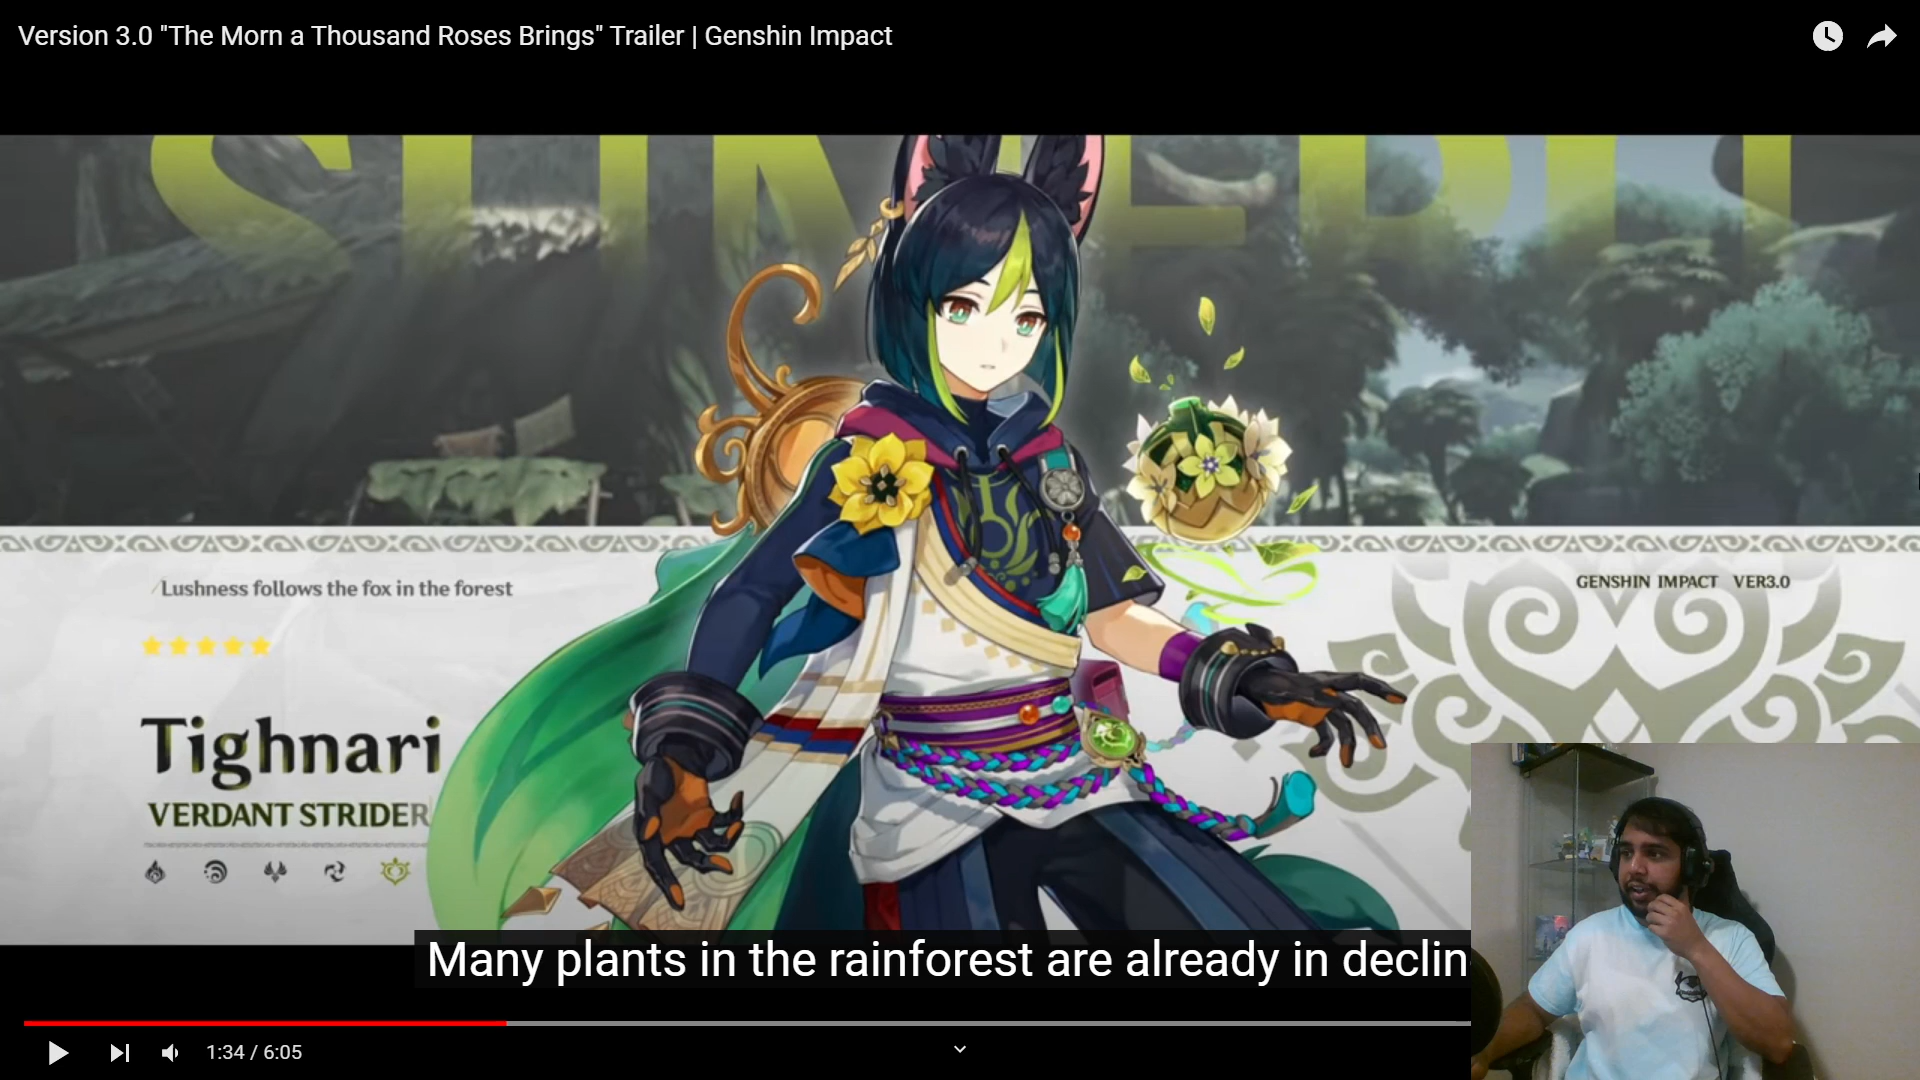 Version 3.0 "The Morn a Thousand Roses Brings" Trailer | Genshin Impact
SUMERU
Lushness follows the fox in the forest
GENSHIN IMPACT VER3.0
Tighnari
VERDANT STRIDER
Many plants in the rainforest are already in declin
1:34 / 6:05